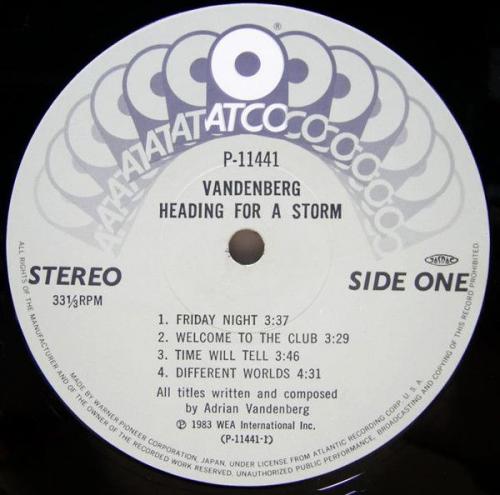 ATCO
P-11441
VANDENBERG
HEADING FOR A STORM
STEREO
33⅓RPM
JASRAC
SIDE ONE
1. FRIDAY NIGHT 3:37
2. WELCOME TO THE CLUB 3:29
3. TIME WILL TELL 3:46
4. DIFFERENT WORLDS 4:31
All titles written and composed
by Adrian Vandenberg
℗ 1983 WEA International Inc.
(P-11441-1)
ALL RIGHTS OF THE MANUFACTURER AND OF THE OWNER OF THE RECORDED WORK RESERVED. UNAUTHORIZED PUBLIC PERFORMANCE, BROADCASTING AND COPYING OF THIS RECORD PROHIBITED.
MADE BY WARNER-PIONEER CORPORATION, JAPAN, UNDER LICENSE FROM ATLANTIC RECORDING CORP. U.S.A.